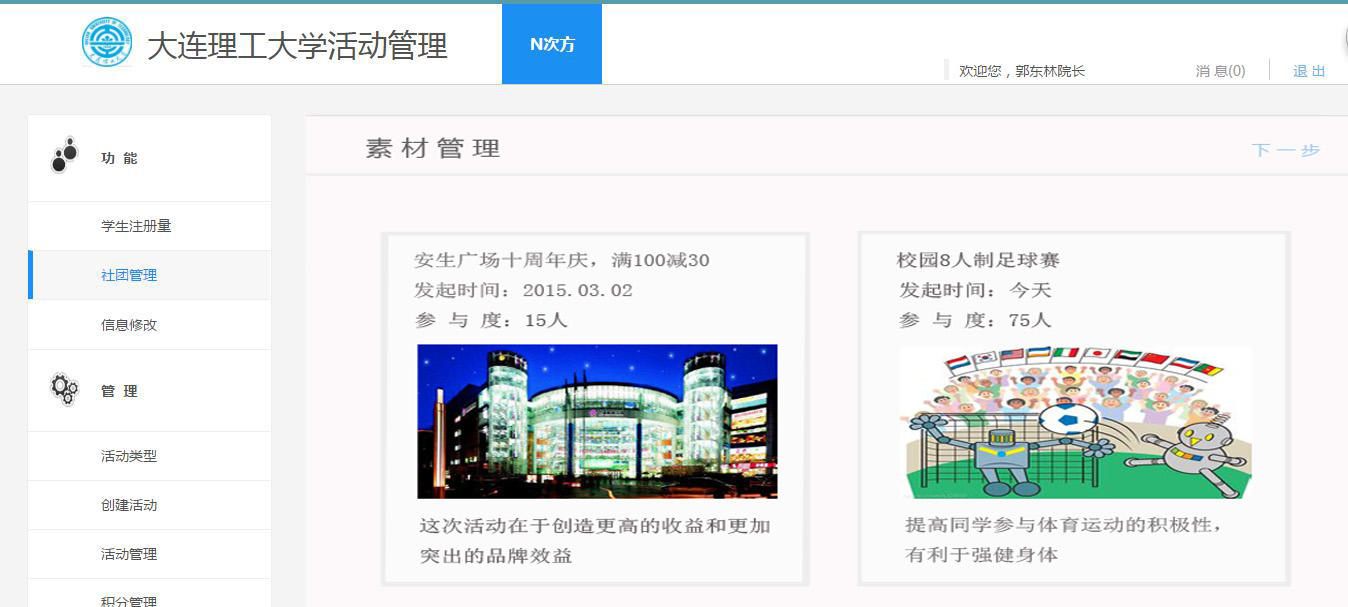 大连理工大学活动管理
N次方
欢迎您，郭东林院长
消 息(0)
退 出
功 能
学生注册量
社团管理
信息修改
管 理
活动类型
创建活动
活动管理
积分管理
素材管理
下一步
安生广场十周年庆，满100减30
发起时间：2015.03.02
参 与 度：15人
这次活动在于创造更高的收益和更加
突出的品牌效益
校园8人制足球赛
发起时间：今天
参 与 度：75人
提高同学参与体育运动的积极性，
有利于强健身体